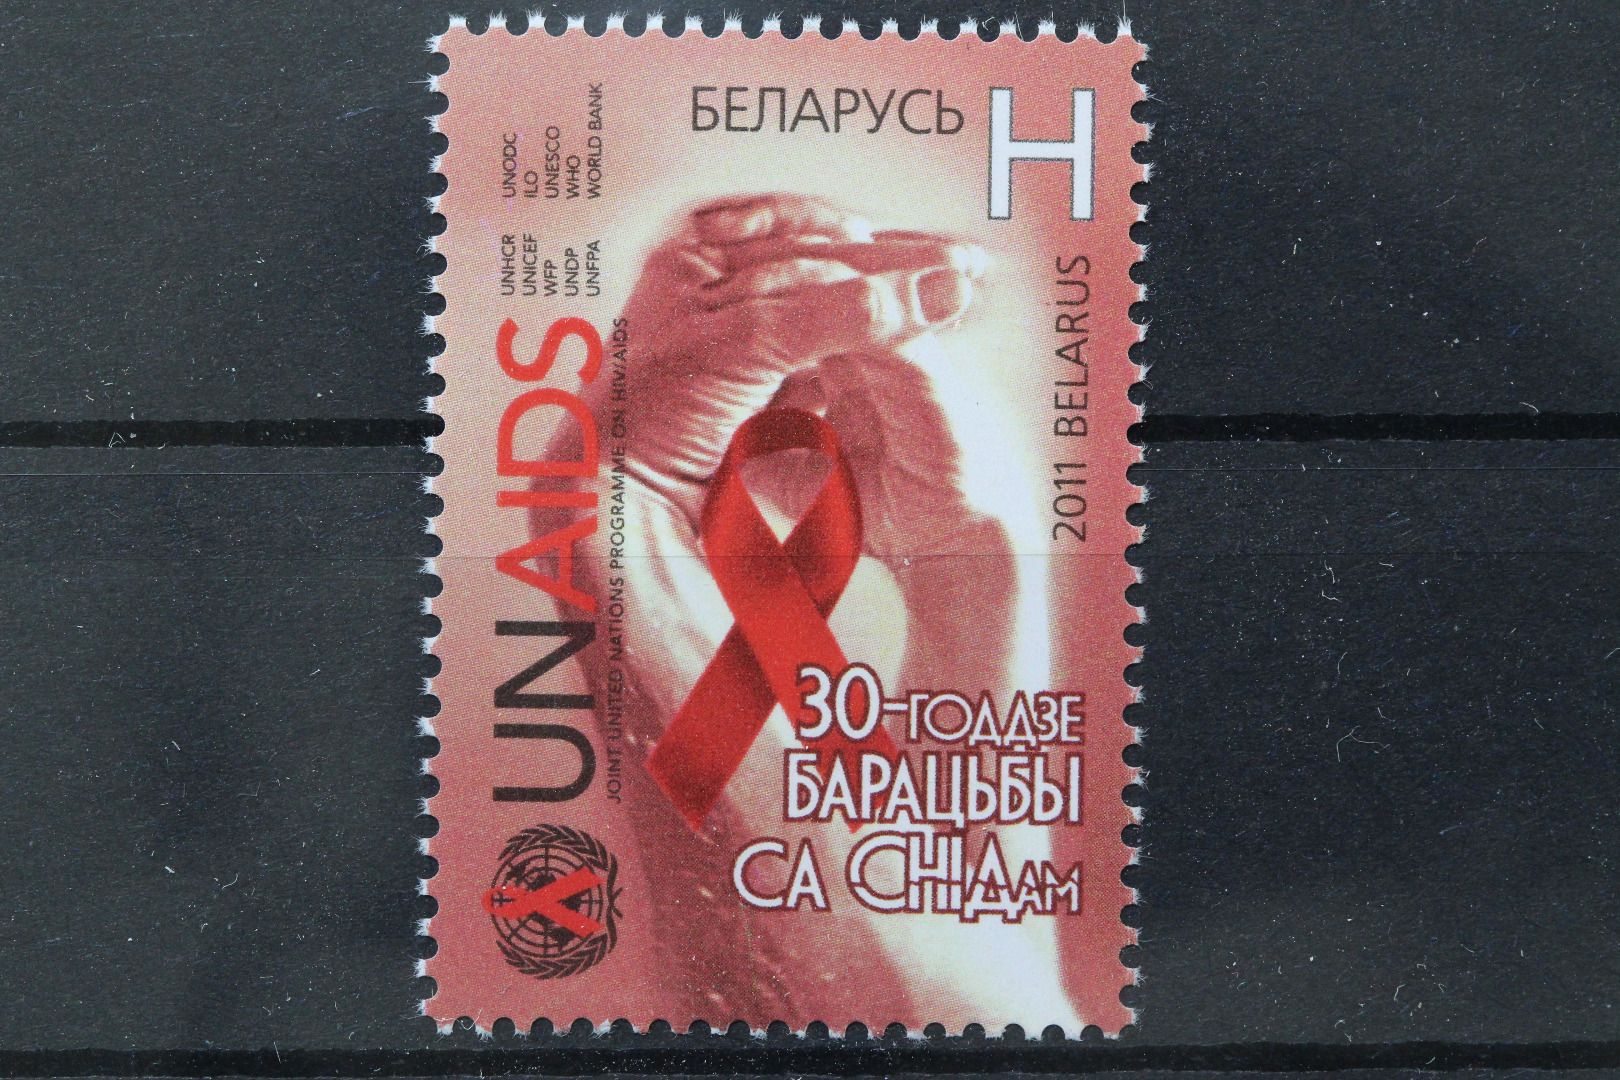 БЕЛАРУСЬ H
2011 BELARUS
UNHCR UNODC
UNICEF ILO
WFP UNESCO
UNDP WHO
UNFPA WORLD BANK
UNAIDS
JOINT UNITED NATIONS PROGRAMME ON HIV/AIDS
30-ГОДДЗЕ
БАРАЦЬБЫ
СА СНІДАМ